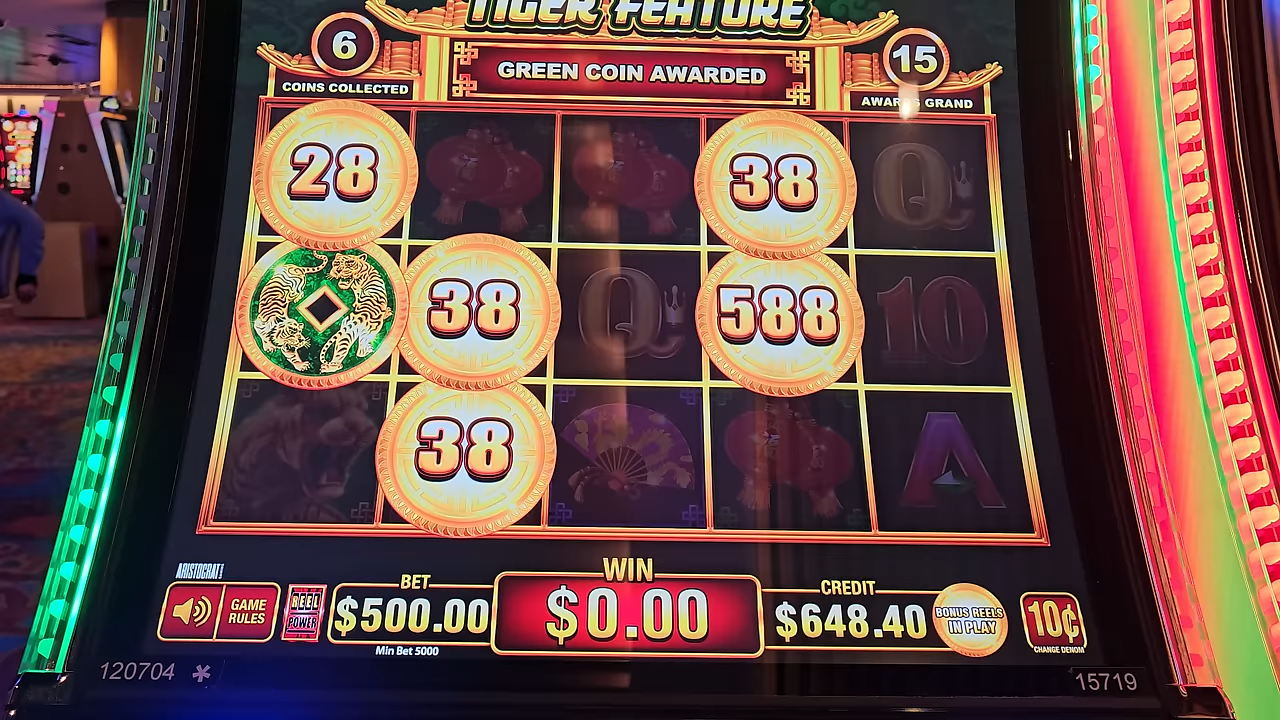 TIGER FEATURE
6
COINS COLLECTED
GREEN COIN AWARDED
15
AWARDS GRAND
28
38
Q
38
Q
588
10
38
A
ARISTOCRAT
GAME RULES
REEL POWER
BET
$500.00
Min Bet 5000
WIN
$0.00
CREDIT
$648.40
BONUS REELS IN PLAY
10¢
CHANGE DENOM
120704 *
15719